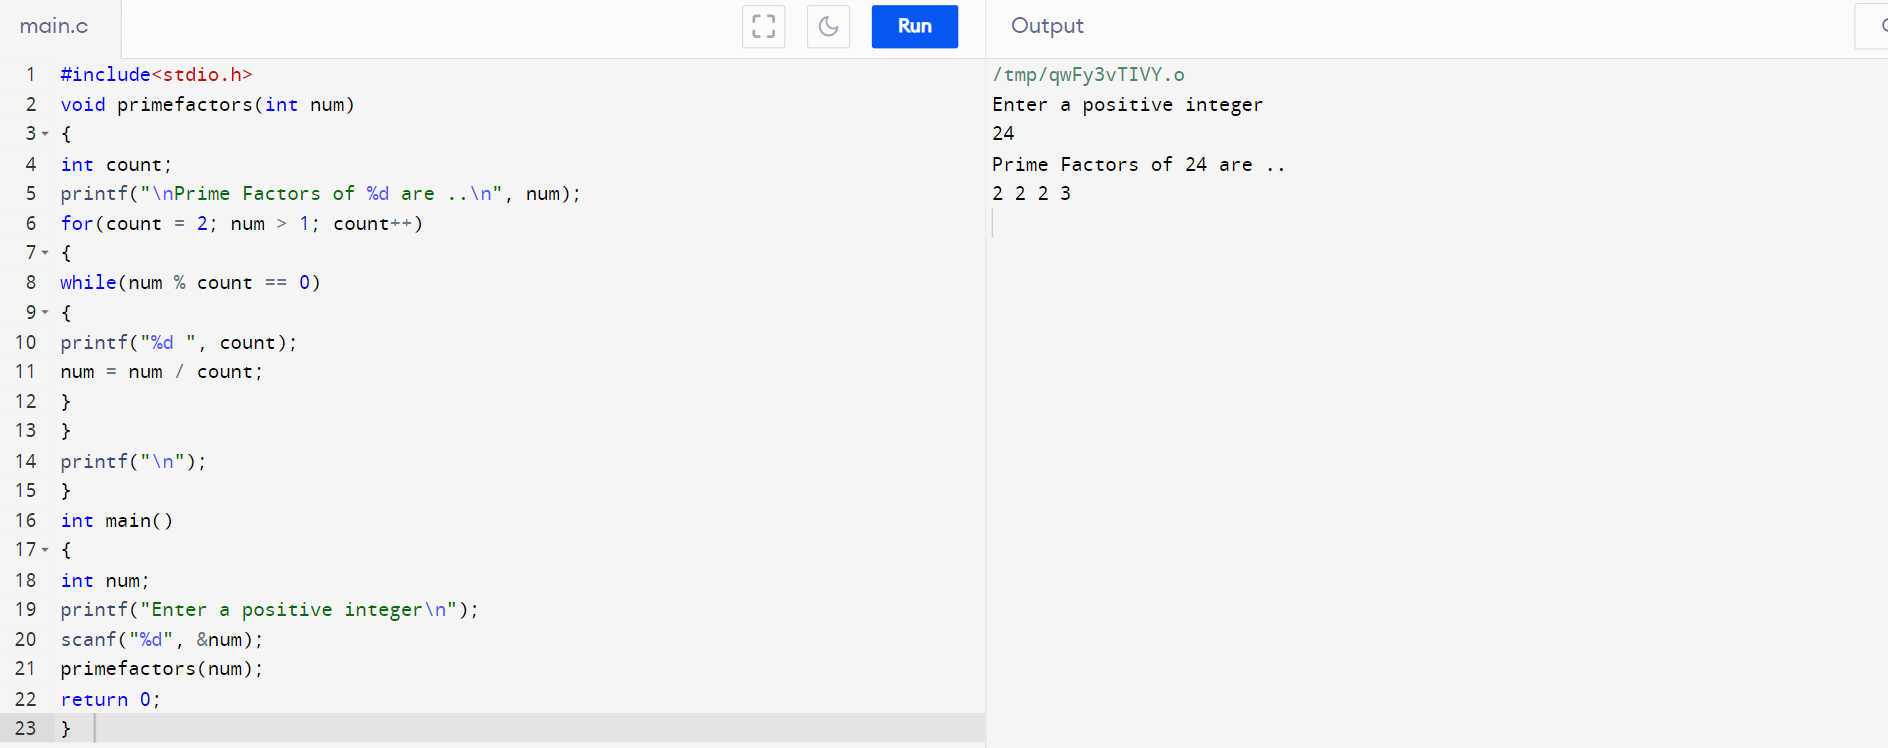 main.c
Run
Output
1 #include<stdio.h>
2 void primefactors(int num)
3 {
4 int count;
5 printf("\nPrime Factors of %d are ..\n", num);
6 for(count = 2; num > 1; count++)
7 {
8 while(num % count == 0)
9 {
10 printf("%d ", count);
11 num = num / count;
12 }
13 }
14 printf("\n");
15 }
16 int main()
17 {
18 int num;
19 printf("Enter a positive integer\n");
20 scanf("%d", &num);
21 primefactors(num);
22 return 0;
23 }
/tmp/qwFy3vTIVY.o
Enter a positive integer
24
Prime Factors of 24 are ..
2 2 2 3